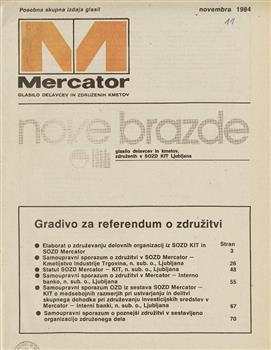 Posebna skupna izdaja glasil
novembra 1984
11
Mercator
GLASILO DELAVCEV IN ZDRUŽENIH KMETOV
nove brazde
glasilo delavcev in kmetov,
združenih v SOZD KIT Ljubljana
Gradivo za referendum o združitvi
Stran
● Elaborat o združevanju delovnih organizacij iz SOZD KIT in
SOZD Mercator 3
● Samoupravni sporazum o združitvi v SOZD Mercator —
Kmetijstvo Industrija Trgovina, n. sub. o., Ljubljana 26
● Statut SOZD Mercator — KIT, n. sub. o., Ljubljana 48
● Samoupravni sporazum o združitvi v Mercator — Interno
banko, n. sub. o., Ljubljana 55
● Samoupravni sporazum OZD iz sestava SOZD Mercator —
KIT o medsebojnih razmerjih pri ustvarjanju in delitvi
skupnega dohodka pri združevanju investicijskih sredstev v
Mercator — Interni banki, n. sub. o., Ljubljana 67
● Samoupravni sporazum o poznejši združitvi v sestavljeno
organizacijo združenega dela 70